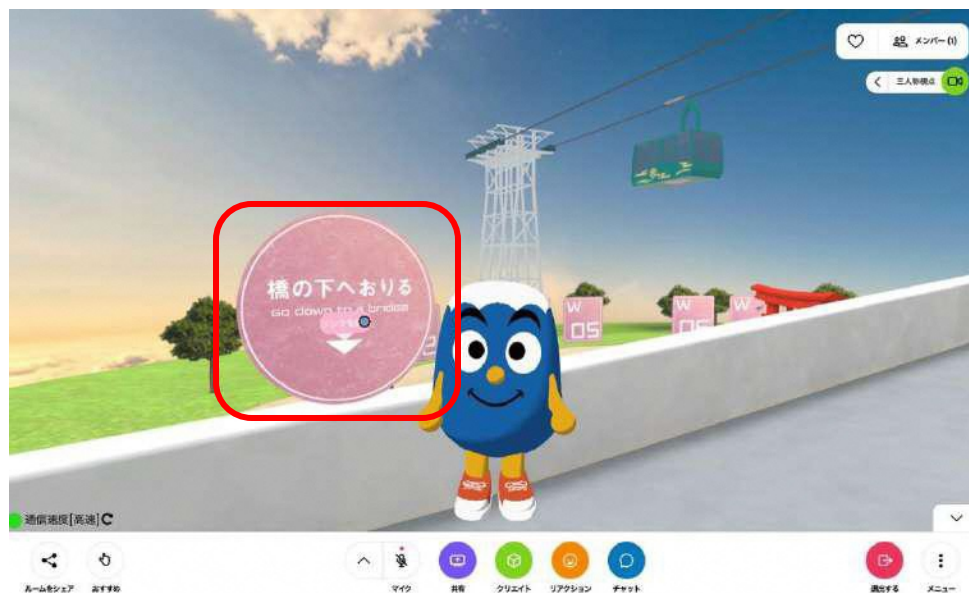 メンバー(1)
三人称視点
橋の下へおりる
Go down to a bridge
W
05
W
05
W
通信速度[高速]
ルームをシェア
おすすめ
マイク
共有
クリエイト
リアクション
チャット
退出する
メニュー